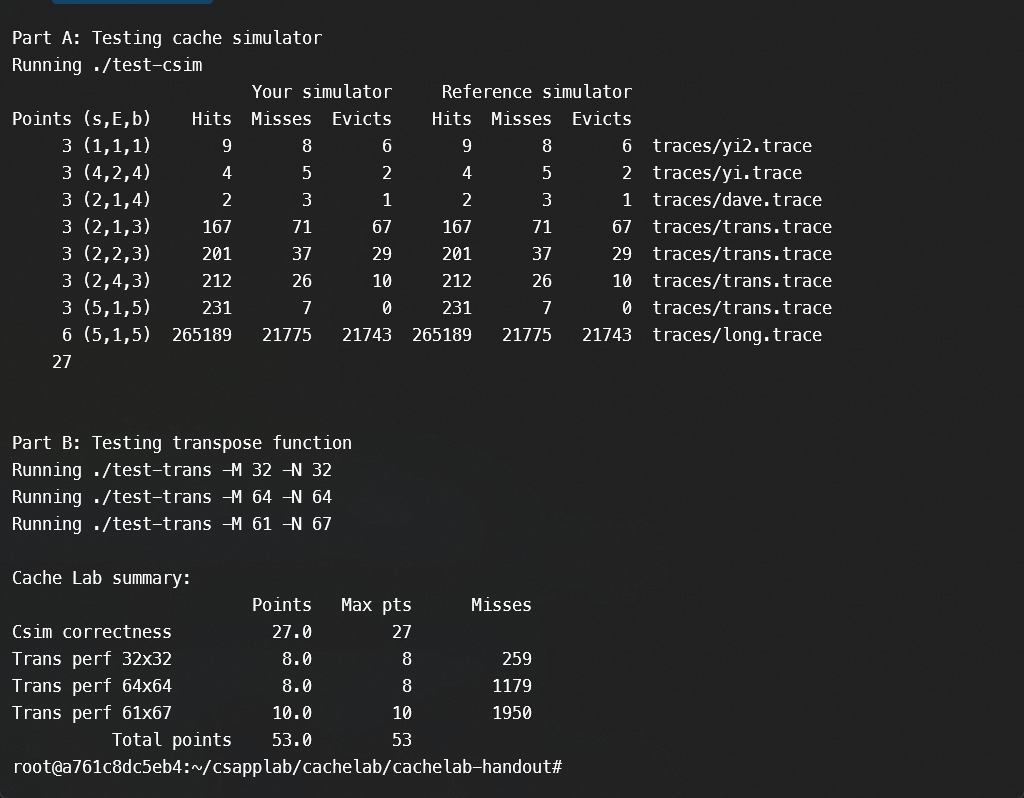 Part A: Testing cache simulator
Running ./test-csim
                        Your simulator     Reference simulator
Points (s,E,b)    Hits  Misses  Evicts    Hits  Misses  Evicts
     3 (1,1,1)       9       8       6       9       8       6  traces/yi2.trace
     3 (4,2,4)       4       5       2       4       5       2  traces/yi.trace
     3 (2,1,4)       2       3       1       2       3       1  traces/dave.trace
     3 (2,1,3)     167      71      67     167      71      67  traces/trans.trace
     3 (2,2,3)     201      37      29     201      37      29  traces/trans.trace
     3 (2,4,3)     212      26      10     212      26      10  traces/trans.trace
     3 (5,1,5)     231       7       0     231       7       0  traces/trans.trace
     6 (5,1,5)  265189   21775   21743  265189   21775   21743  traces/long.trace
    27
Part B: Testing transpose function
Running ./test-trans -M 32 -N 32
Running ./test-trans -M 64 -N 64
Running ./test-trans -M 61 -N 67
Cache Lab summary:
                        Points   Max pts      Misses
Csim correctness          27.0        27
Trans perf 32x32           8.0         8         259
Trans perf 64x64           8.0         8        1179
Trans perf 61x67          10.0        10        1950
          Total points    53.0        53
root@a761c8dc5eb4:~/csapplab/cachelab/cachelab-handout#